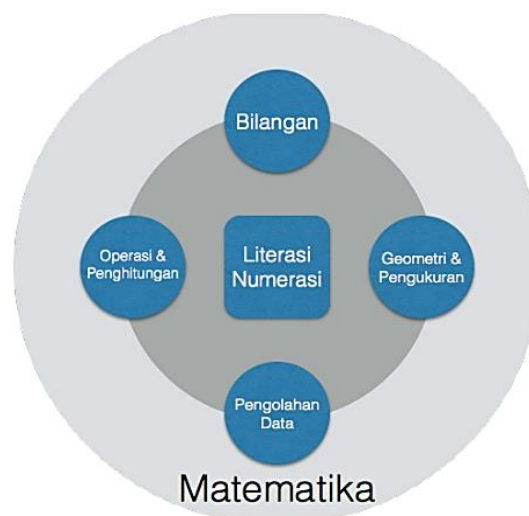 Bilangan
Operasi &
Penghitungan
Literasi
Numerasi
Geometri &
Pengukuran
Pengolahan
Data
Matematika